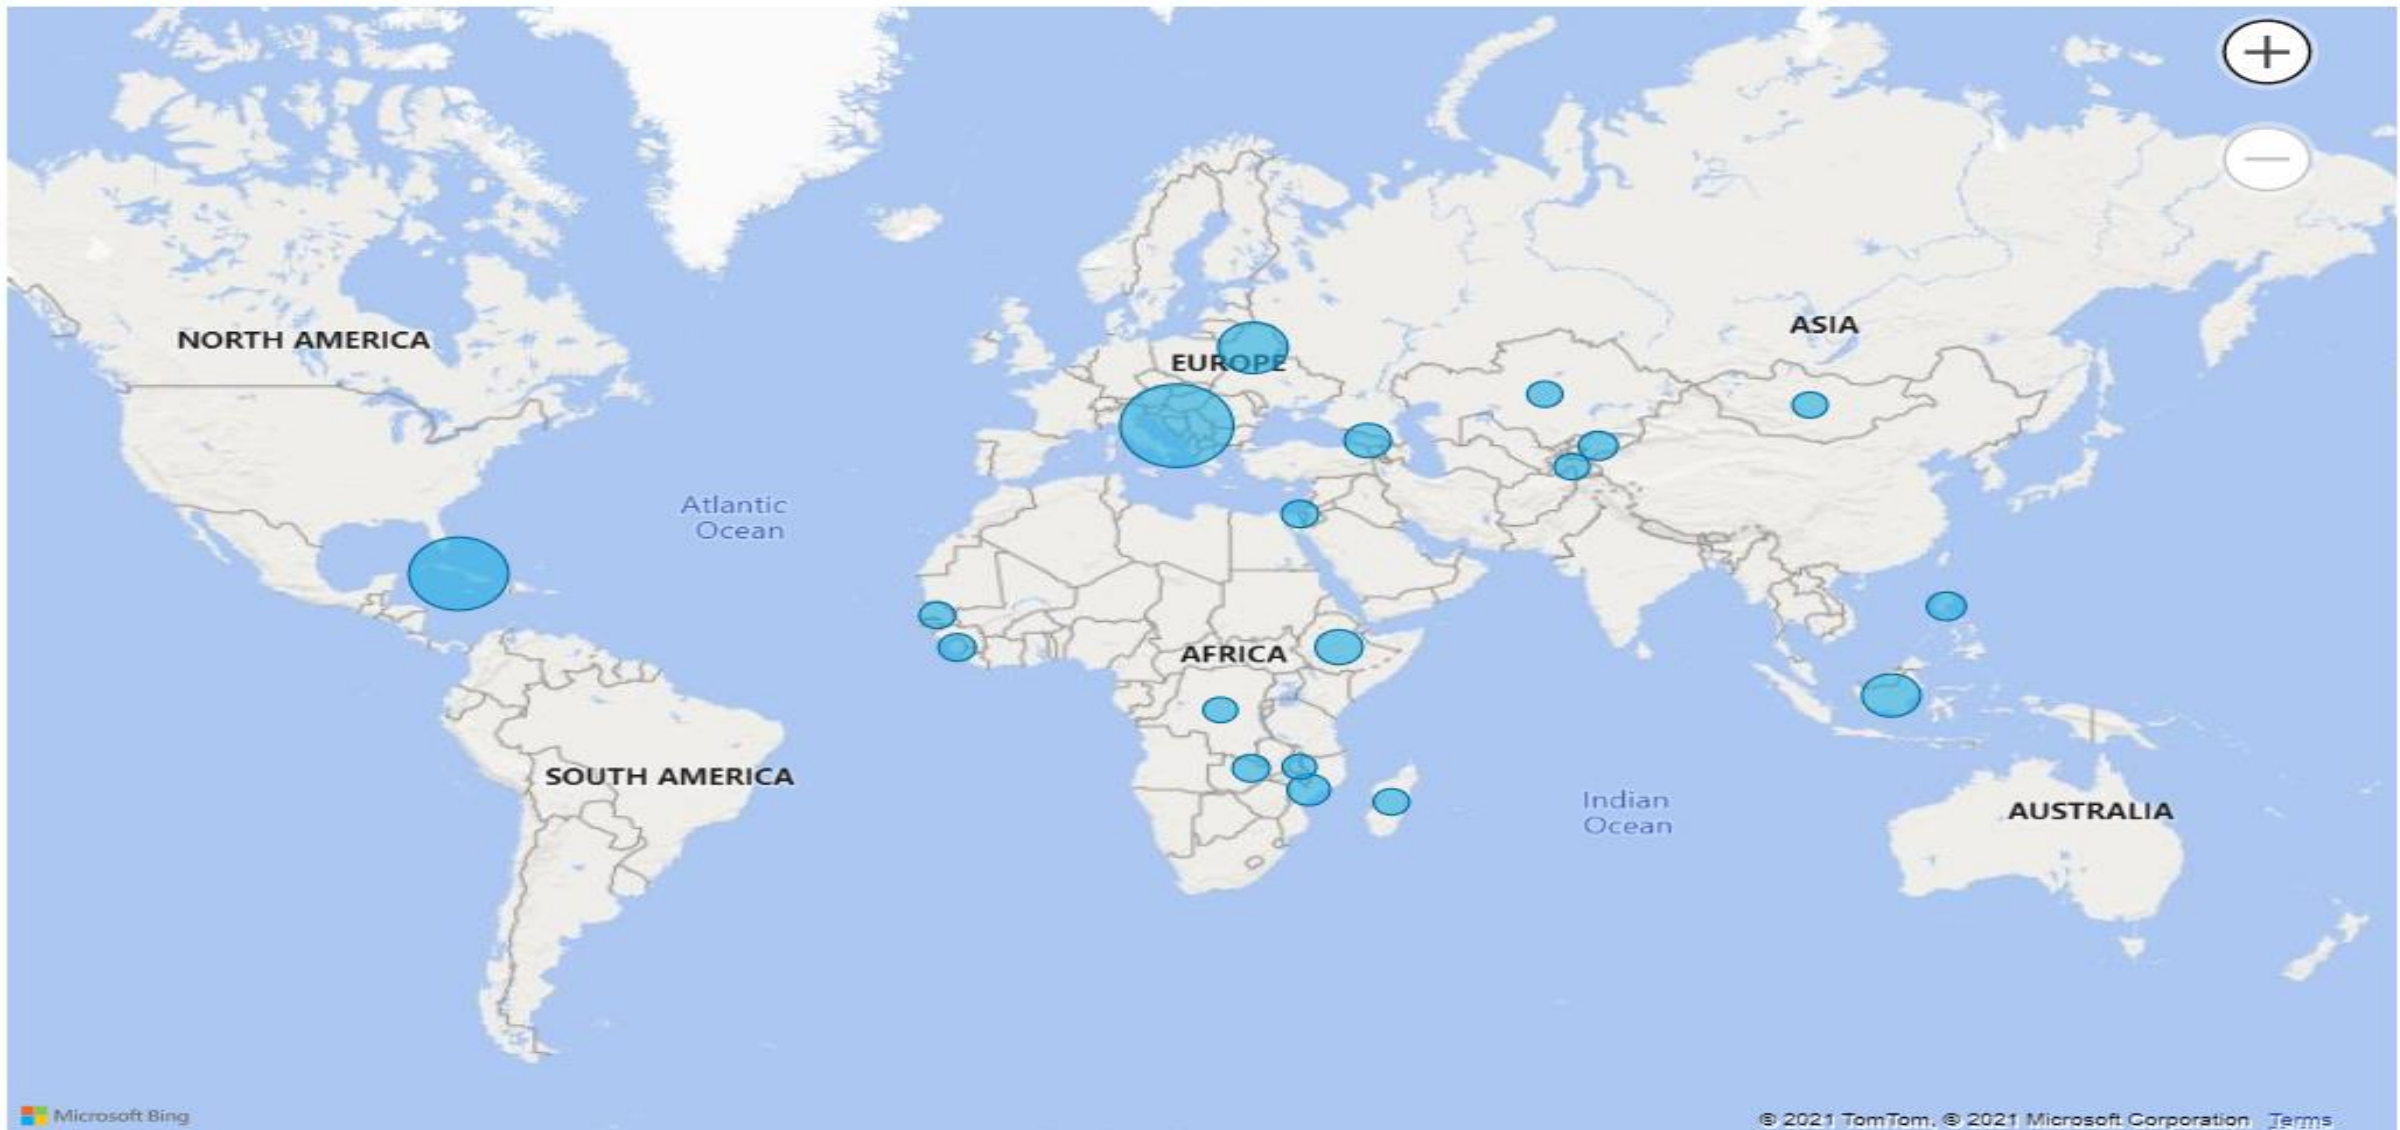 NORTH AMERICA
ASIA
EUROPE
Atlantic
Ocean
AFRICA
SOUTH AMERICA
Indian
Ocean
AUSTRALIA
Microsoft Bing
© 2021 TomTom, © 2021 Microsoft Corporation Terms